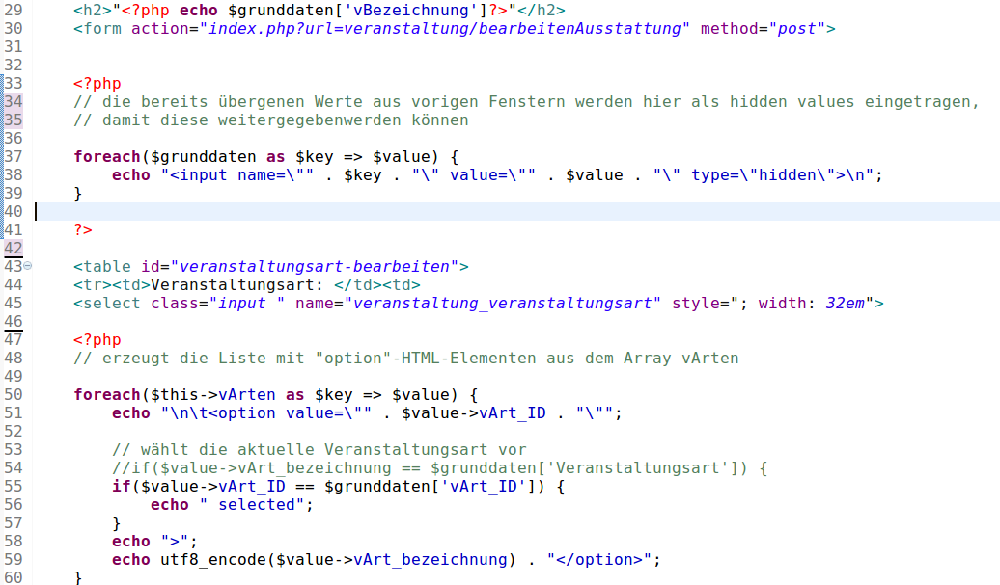 29 <h2>"<?php echo $grunddaten['vBezeichnung']?>"</h2>
30 <form action="index.php?url=veranstaltung/bearbeitenAusstattung" method="post">
31
32
33 <?php
34 // die bereits übergenen Werte aus vorigen Fenstern werden hier als hidden values eingetragen,
35 // damit diese weitergegebenwerden können
36
37 foreach($grunddaten as $key => $value) {
38     echo "<input name=\"" . $key . "\" value=\"" . $value . "\" type=\"hidden\">\n";
39 }
40
41 ?>
42
43 <table id="veranstaltungsart-bearbeiten">
44 <tr><td>Veranstaltungsart: </td><td>
45 <select class="input " name="veranstaltung_veranstaltungsart" style="; width: 32em">
46
47 <?php
48 // erzeugt die Liste mit "option"-HTML-Elementen aus dem Array vArten
49
50 foreach($this->vArten as $key => $value) {
51     echo "\n\t<option value=\"" . $value->vArt_ID . "\"";
52
53     // wählt die aktuelle Veranstaltungsart vor
54     //if($value->vArt_bezeichnung == $grunddaten['Veranstaltungsart']) {
55     if($value->vArt_ID == $grunddaten['vArt_ID']) {
56         echo " selected";
57     }
58     echo ">";
59     echo utf8_encode($value->vArt_bezeichnung) . "</option>";
60 }